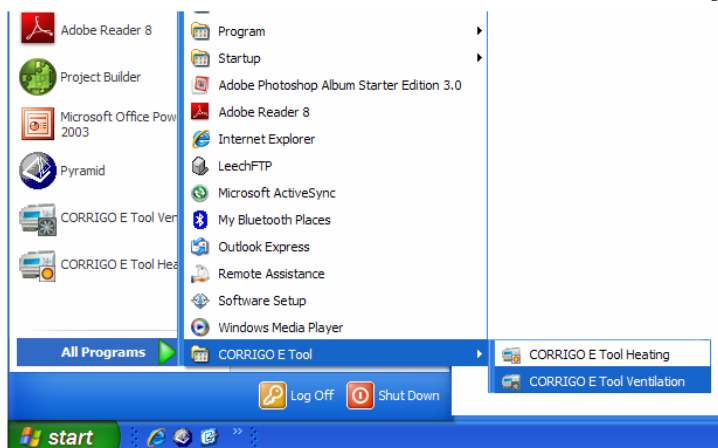 Adobe Reader 8
Project Builder
Microsoft Office Pow
2003
Pyramid
CORRIGO E Tool Ven
CORRIGO E Tool Hea
All Programs
Program
Startup
Adobe Photoshop Album Starter Edition 3.0
Adobe Reader 8
Internet Explorer
LeechFTP
Microsoft ActiveSync
My Bluetooth Places
Outlook Express
Remote Assistance
Software Setup
Windows Media Player
CORRIGO E Tool
CORRIGO E Tool Heating
CORRIGO E Tool Ventilation
Log Off
Shut Down
start